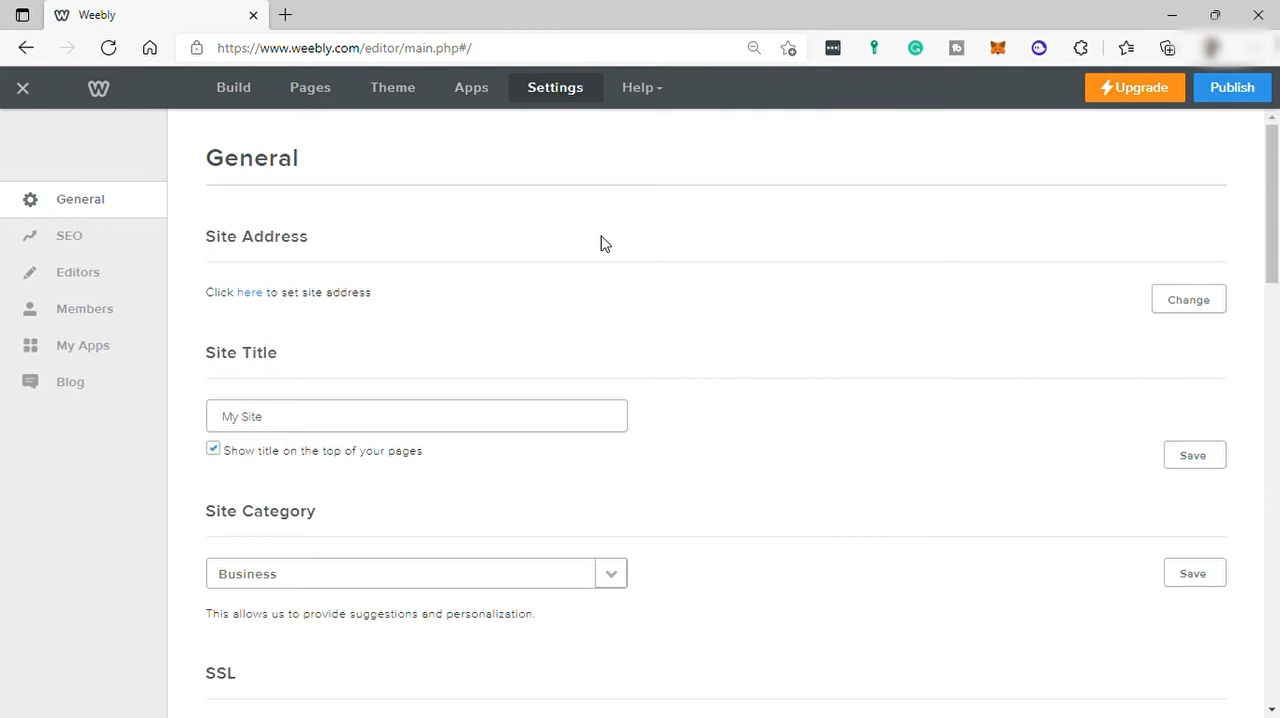 Weebly
https://www.weebly.com/editor/main.php#/
Build Pages Theme Apps Settings Help
Upgrade
Publish
General
SEO
Editors
Members
My Apps
Blog
General
Site Address
Click here to set site address
Change
Site Title
My Site
Show title on the top of your pages
Save
Site Category
Business
Save
This allows us to provide suggestions and personalization.
SSL